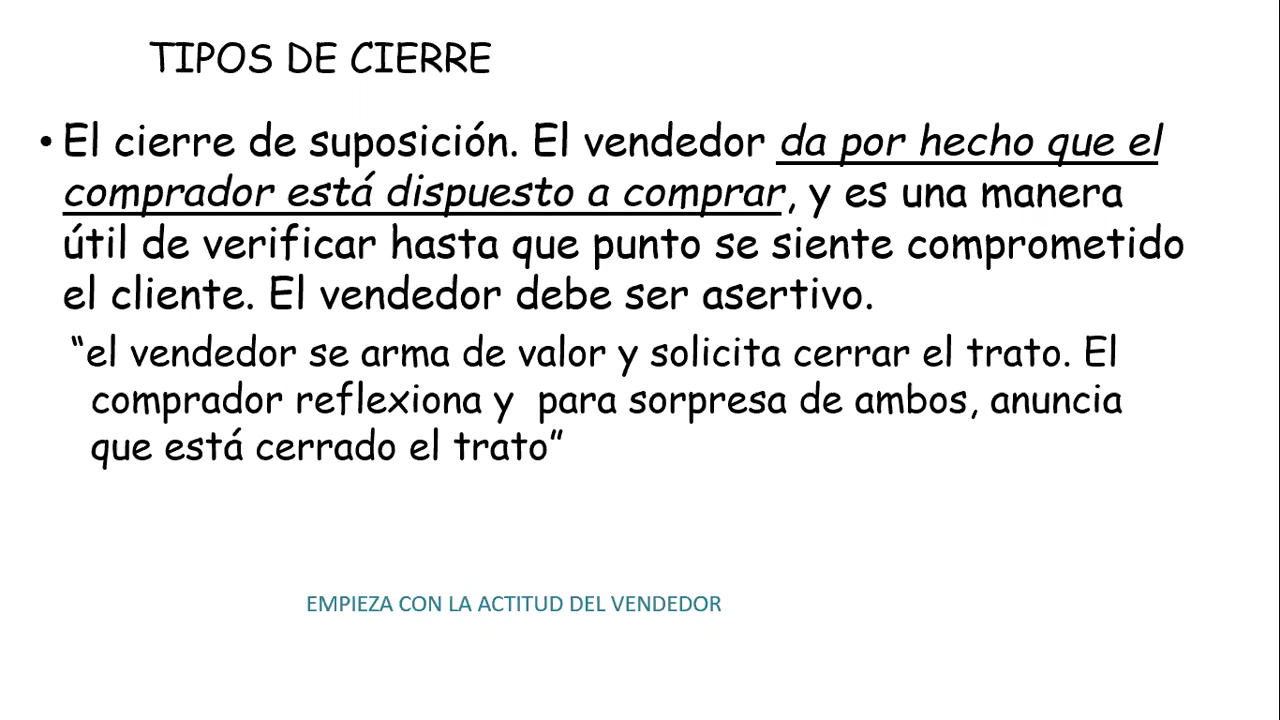 TIPOS DE CIERRE
• El cierre de suposición. El vendedor da por hecho que el
comprador está dispuesto a comprar, y es una manera
útil de verificar hasta que punto se siente comprometido
el cliente. El vendedor debe ser asertivo.
“el vendedor se arma de valor y solicita cerrar el trato. El
comprador reflexiona y  para sorpresa de ambos, anuncia
que está cerrado el trato”
EMPIEZA CON LA ACTITUD DEL VENDEDOR